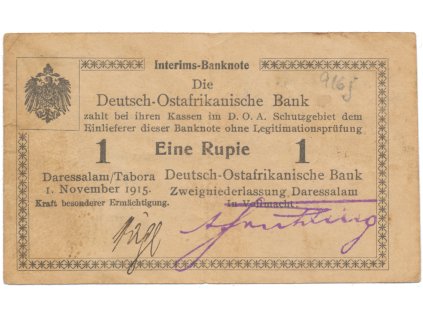 Interims-Banknote
916j
Die
Deutsch-Ostafrikanische Bank
zahlt bei ihren Kassen im D. O. A. Schutzgebiet dem
Einlieferer dieser Banknote ohne Legitimationsprüfung
1 Eine Rupie 1
Daressalam/Tabora
1. November 1915.
Kraft besonderer Ermächtigung.
Deutsch-Ostafrikanische Bank
Zweigniederlassung Daressalam
In Vollmacht.